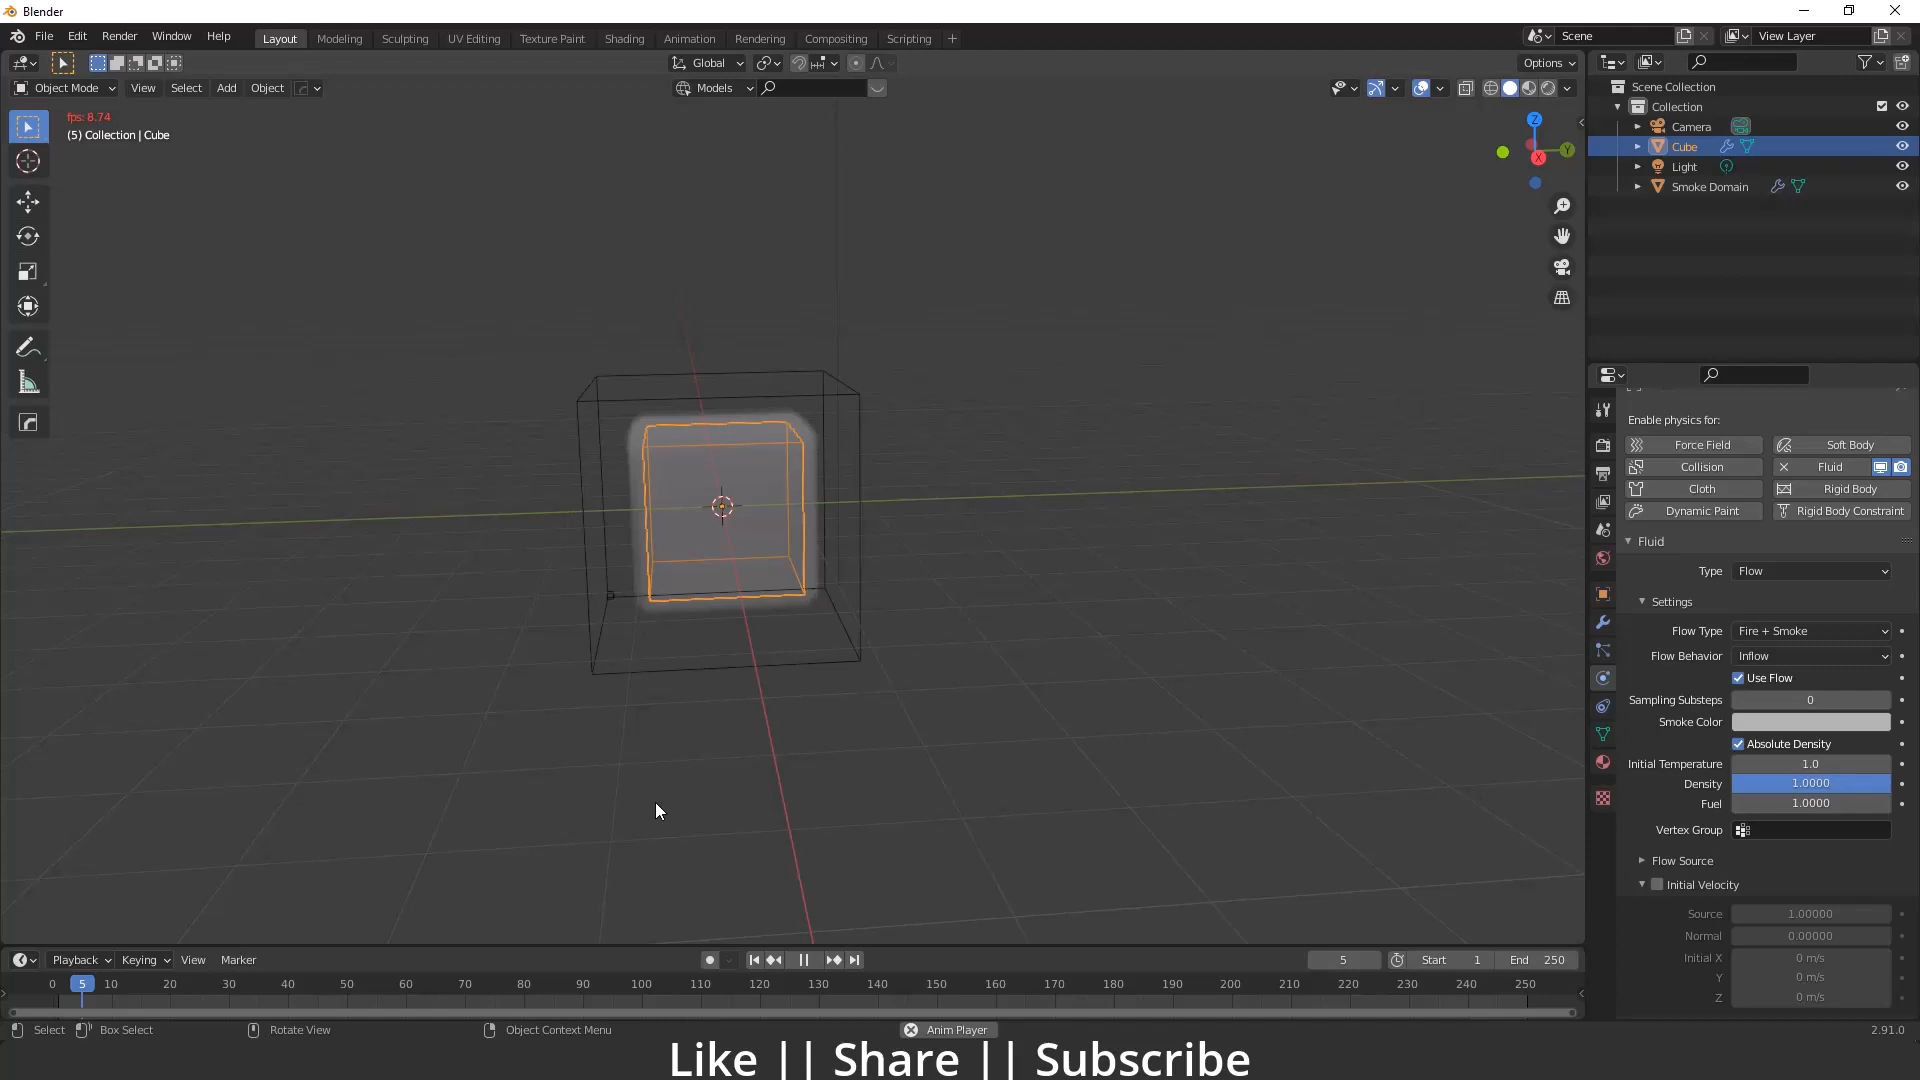 Blender
File Edit Render Window Help
Layout Modeling Sculpting UV Editing Texture Paint Shading Animation Rendering Compositing Scripting +
Scene
View Layer
Global
Options
Object Mode View Select Add Object
Models
fps: 8.74
(5) Collection | Cube
Z
Y
X
Scene Collection
Collection
Camera
Cube
Light
Smoke Domain
Enable physics for:
Force Field Soft Body
Collision Fluid
Cloth Rigid Body
Dynamic Paint Rigid Body Constraint
Fluid
Type Flow
Settings
Flow Type Fire + Smoke
Flow Behavior Inflow
Use Flow
Sampling Substeps 0
Smoke Color
Absolute Density
Initial Temperature 1.0
Density 1.0000
Fuel 1.0000
Vertex Group
Flow Source
Initial Velocity
Source 1.00000
Normal 0.00000
Initial X 0 m/s
Y 0 m/s
Z 0 m/s
Playback Keying View Marker
5 Start 1 End 250
0 5 10 20 30 40 50 60 70 80 90 100 110 120 130 140 150 160 170 180 190 200 210 220 230 240 250
Select Box Select Rotate View Object Context Menu Anim Player 2.91.0
Like || Share || Subscribe